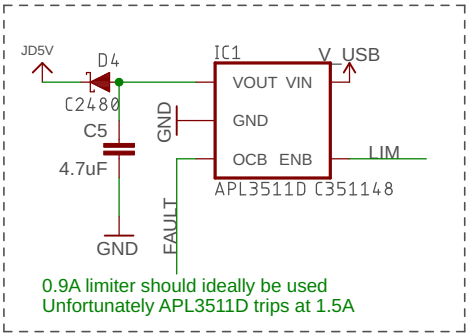 JD5V
D4
IC1
V_USB
VOUT VIN
C2480
GND
GND
C5
OCB ENB
LIM
4.7uF
APL3511D C351148
FAULT
GND
0.9A limiter should ideally be used
Unfortunately APL3511D trips at 1.5A